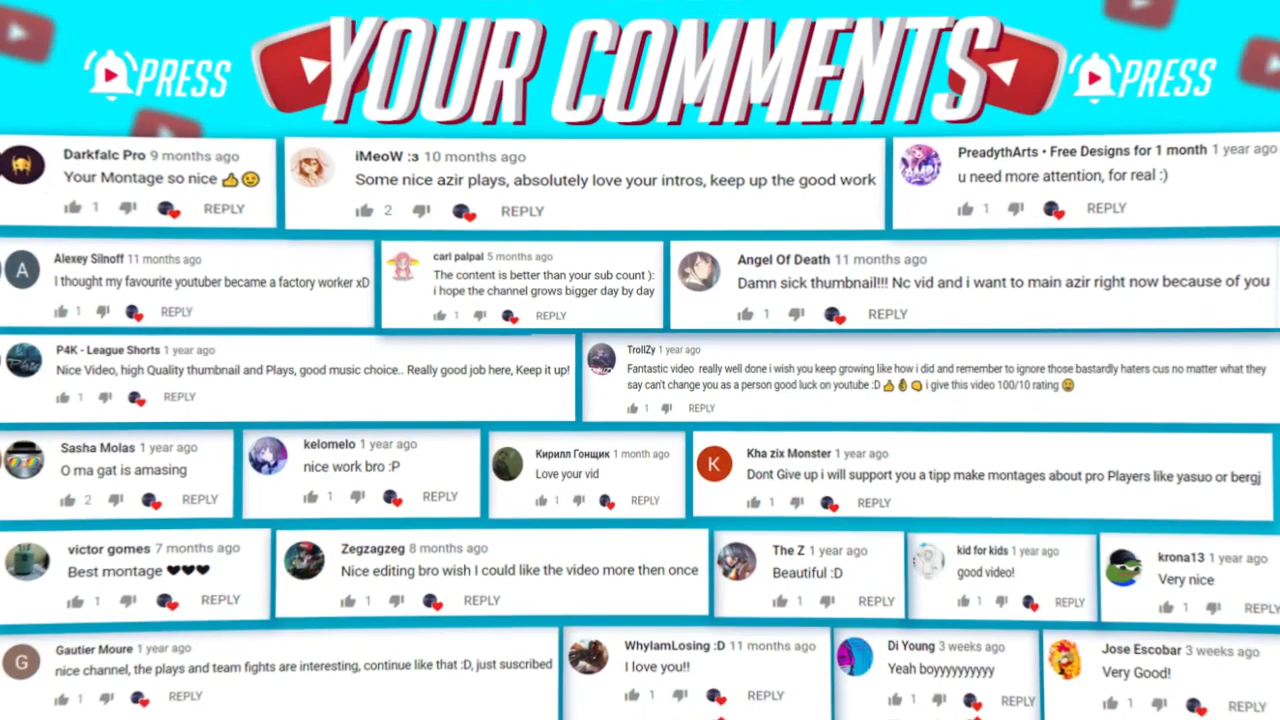 YOUR COMMENTS
PRESS
PRESS
Darkfalc Pro 9 months ago
Your Montage so nice 👍😉
1 REPLY
iMeoW :3 10 months ago
Some nice azir plays, absolutely love your intros, keep up the good work
2 REPLY
PreadythArts • Free Designs for 1 month 1 year ago
u need more attention, for real :)
1 REPLY
A
Alexey Silnoff 11 months ago
I thought my favourite youtuber became a factory worker xD
1 REPLY
carl palpal 5 months ago
The content is better than your sub count ):
i hope the channel grows bigger day by day
1 REPLY
Angel Of Death 11 months ago
Damn sick thumbnail!!! Nc vid and i want to main azir right now because of you
1 REPLY
P4K - League Shorts 1 year ago
Nice Video, high Quality thumbnail and Plays, good music choice.. Really good job here, Keep it up!
1 REPLY
TrollZy 1 year ago
Fantastic video really well done i wish you keep growing like how i did and remember to ignore those bastardly haters cus no matter what they
say can't change you as a person good luck on youtube :D 👍👌👊 i give this video 100/10 rating 😫
1 REPLY
Sasha Molas 1 year ago
O ma gat is amasing
2 REPLY
kelomelo 1 year ago
nice work bro :P
1 REPLY
Кирилл Гонщик 1 month ago
Love your vid
1 REPLY
K
Kha zix Monster 1 year ago
Dont Give up i will support you a tipp make montages about pro Players like yasuo or bergj
1 REPLY
victor gomes 7 months ago
Best montage 🖤🖤🖤
1 REPLY
Zegzagzeg 8 months ago
Nice editing bro wish I could like the video more then once
1 REPLY
The Z 1 year ago
Beautiful :D
1 REPLY
kid for kids 1 year ago
good video!
1 REPLY
krona13 1 year ago
Very nice
1 REPLY
G
Gautier Moure 1 year ago
nice channel, the plays and team fights are interesting, continue like that :D, just suscribed
1 REPLY
WhyIamLosing :D 11 months ago
I love you!!
1 REPLY
Di Young 3 weeks ago
Yeah boyyyyyyyyy
1 REPLY
Jose Escobar 3 weeks ago
Very Good!
1 REPLY